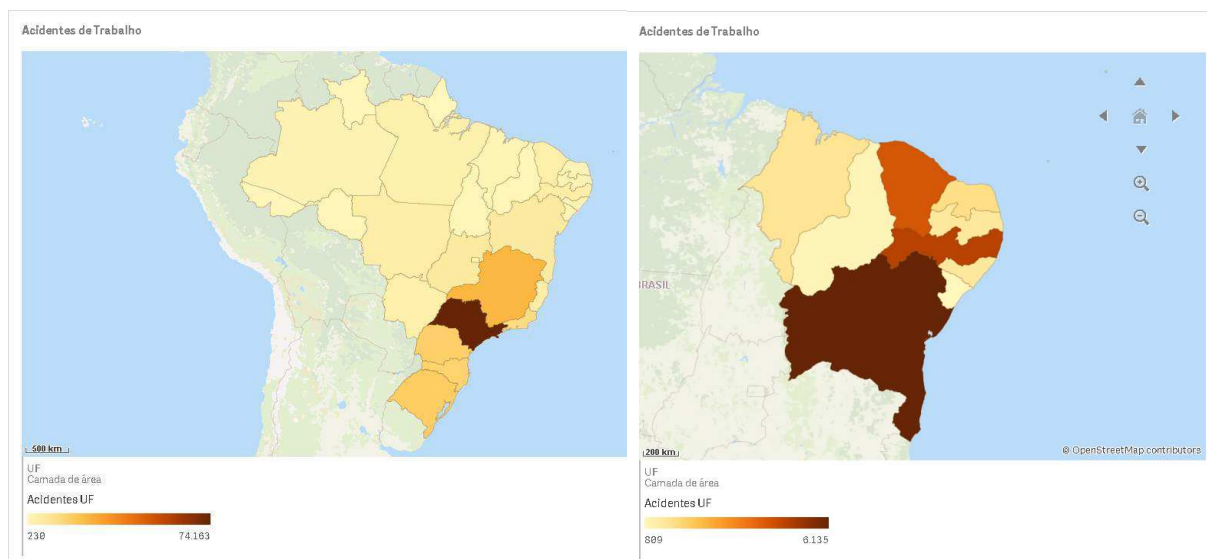 Acidentes de Trabalho
500 km
UF
Camada de área
Acidentes UF
230 74.163
Acidentes de Trabalho
BRASIL
200 km
© OpenStreetMap contributors
UF
Camada de área
Acidentes UF
809 6.135